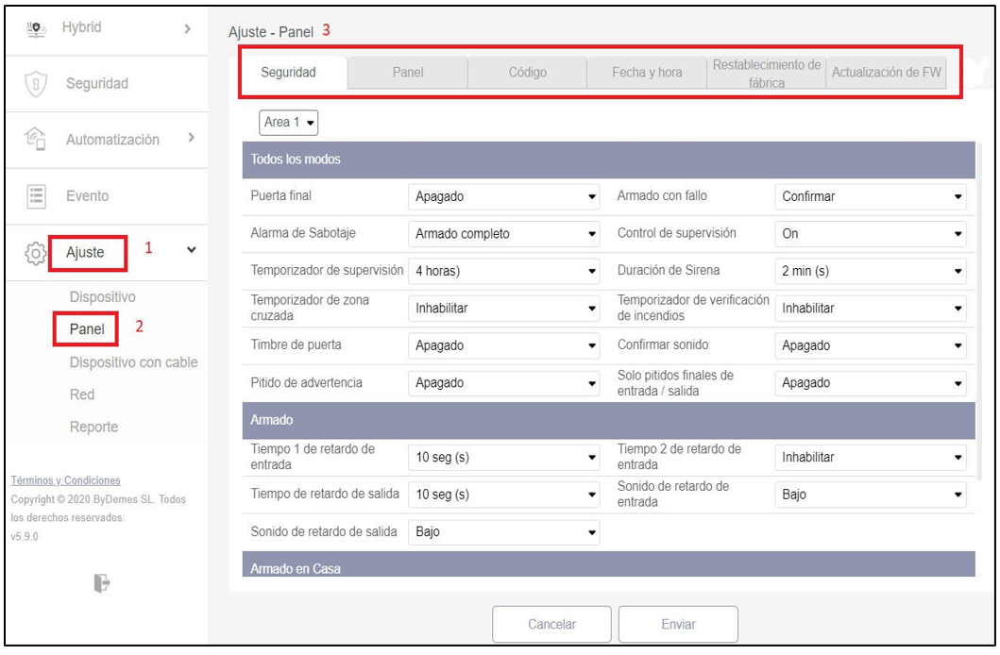 Hybrid
Seguridad
Automatización
Evento
Ajuste 1
Dispositivo
Panel 2
Dispositivo con cable
Red
Reporte
Términos y Condiciones
Copyright © 2020 ByDemes SL. Todos
los derechos reservados.
v5.9.0
Ajuste - Panel 3
Seguridad
Panel
Código
Fecha y hora
Restablecimiento de
fábrica
Actualización de FW
Area 1
Todos los modos
Puerta final Apagado
Armado con fallo Confirmar
Alarma de Sabotaje Armado completo
Control de supervisión On
Temporizador de supervisión 4 horas)
Duración de Sirena 2 min (s)
Temporizador de zona
cruzada
Inhabilitar
Temporizador de verificación
de incendios
Inhabilitar
Timbre de puerta Apagado
Confirmar sonido Apagado
Pitido de advertencia Apagado
Solo pitidos finales de
entrada / salida
Apagado
Armado
Tiempo 1 de retardo de
entrada
10 seg (s)
Tiempo 2 de retardo de
entrada
Inhabilitar
Tiempo de retardo de salida 10 seg (s)
Sonido de retardo de
entrada
Bajo
Sonido de retardo de salida Bajo
Armado en Casa
Cancelar
Enviar